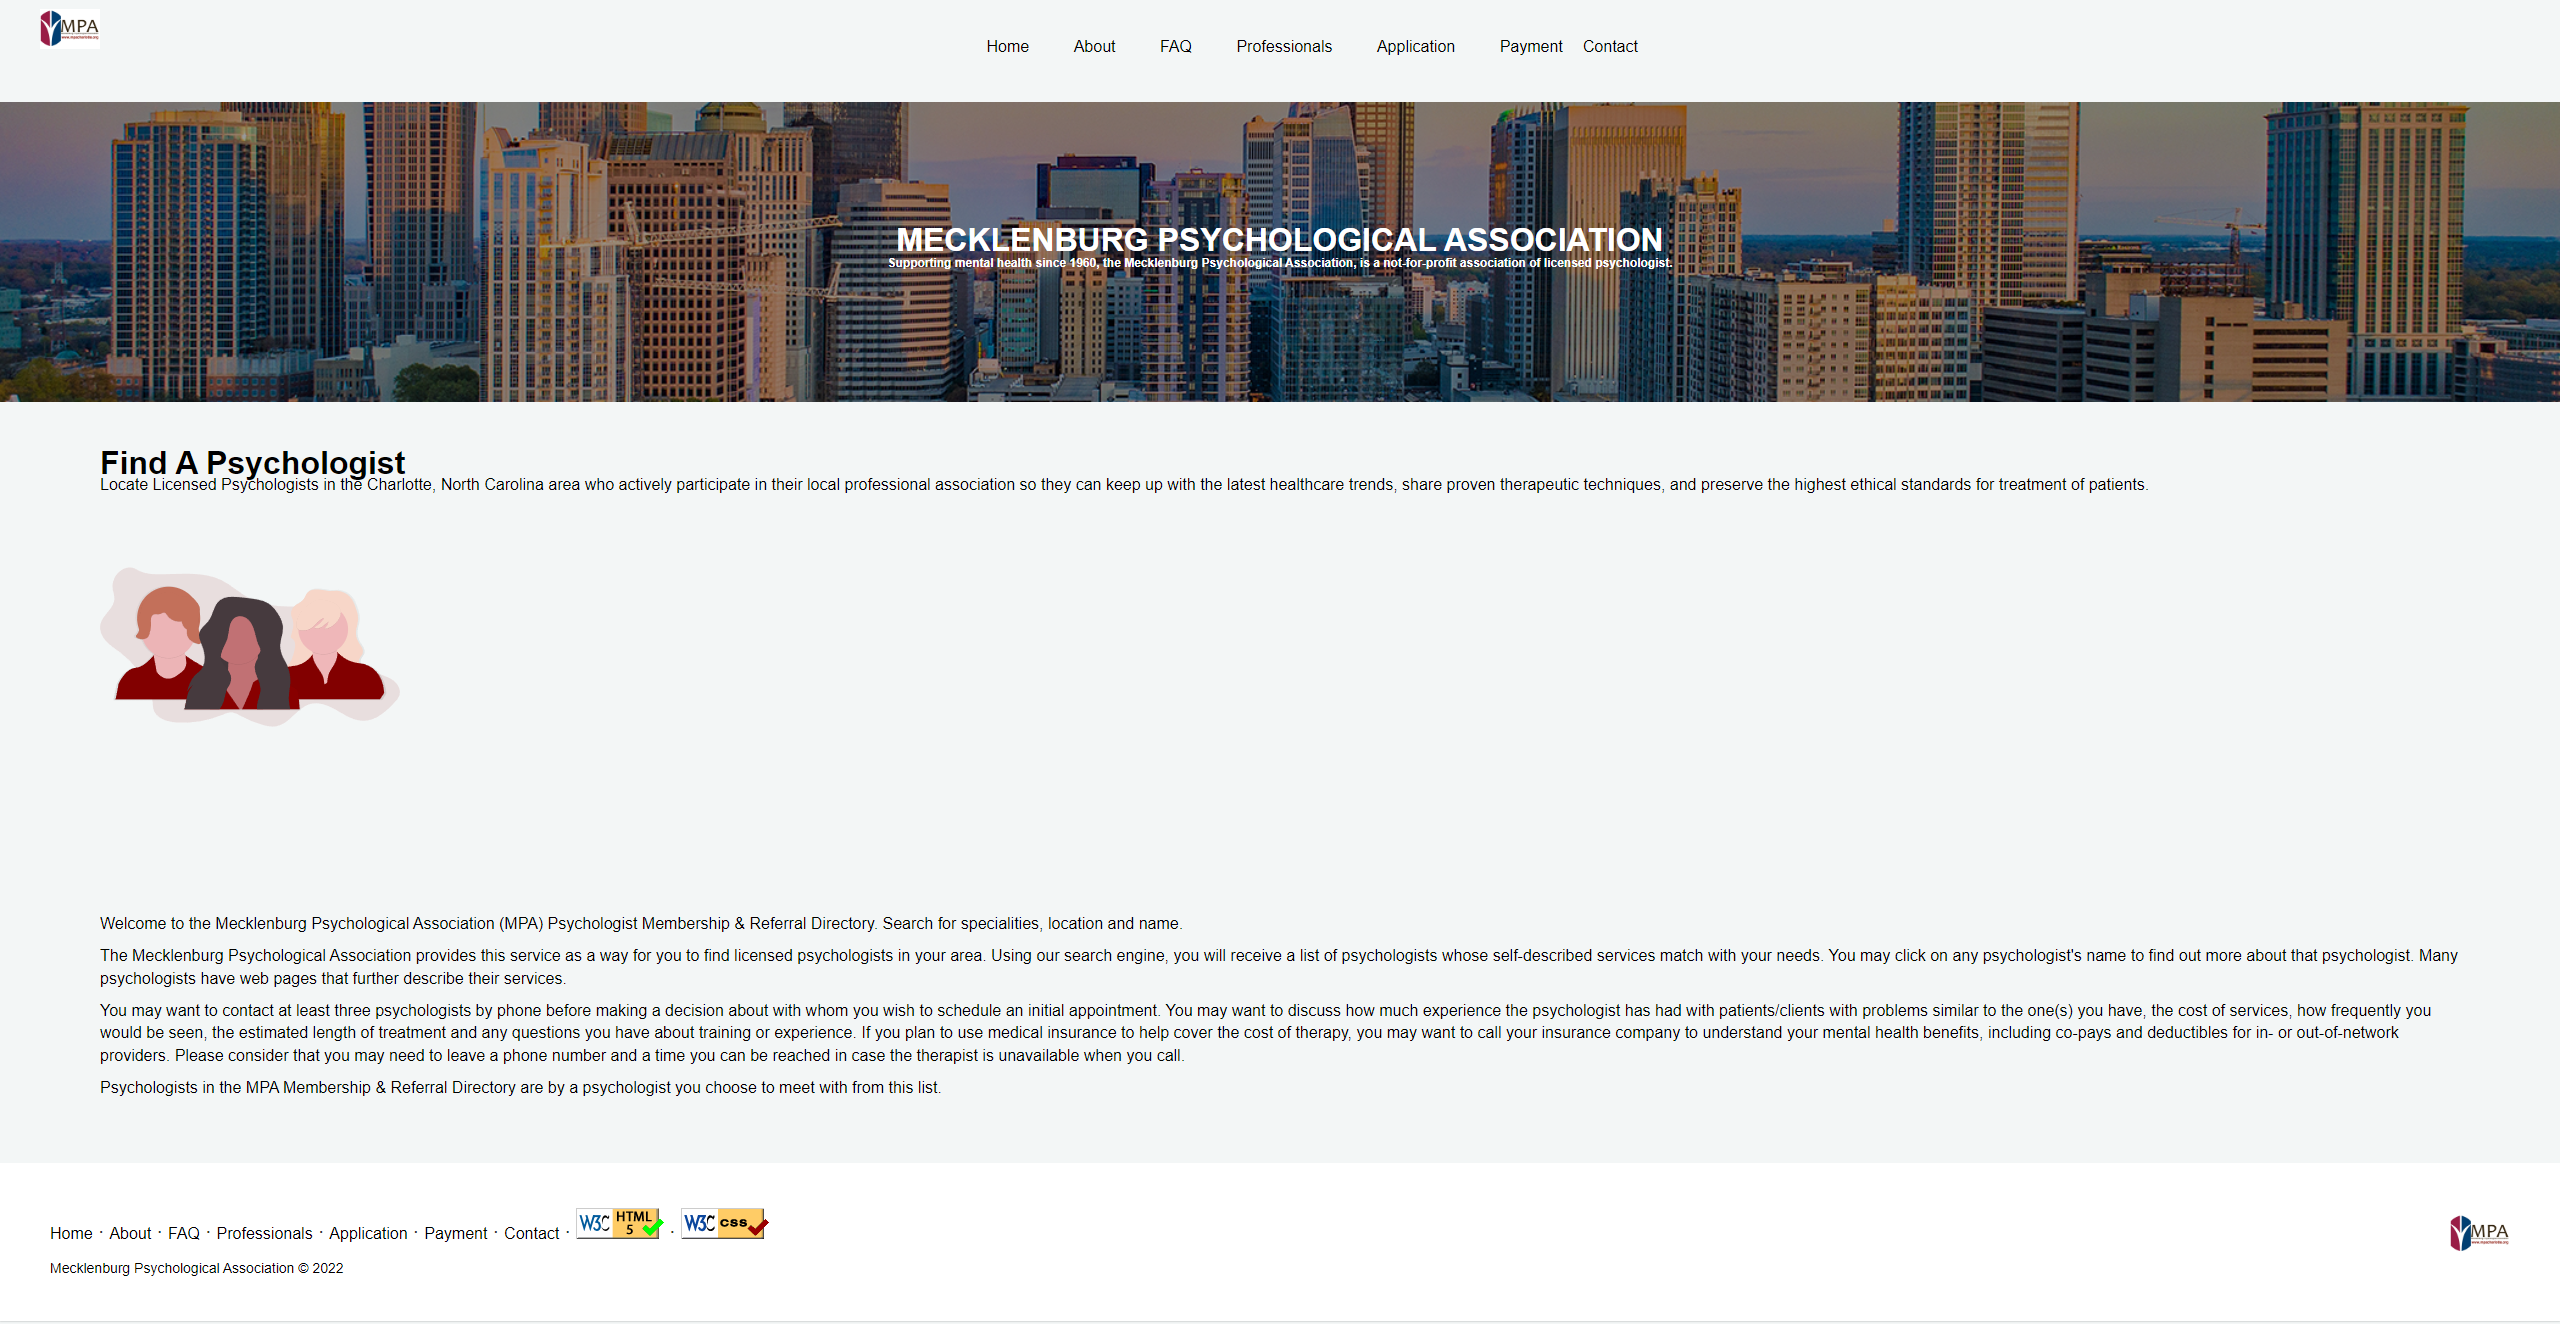 MPA
Home About FAQ Professionals Application Payment Contact
MECKLENBURG PSYCHOLOGICAL ASSOCIATION
Supporting mental health since 1960, the Mecklenburg Psychological Association, is a not-for-profit association of licensed psychologist.
Find A Psychologist
Locate Licensed Psychologists in the Charlotte, North Carolina area who actively participate in their local professional association so they can keep up with the latest healthcare trends, share proven therapeutic techniques, and preserve the highest ethical standards for treatment of patients.
Welcome to the Mecklenburg Psychological Association (MPA) Psychologist Membership & Referral Directory. Search for specialities, location and name.
The Mecklenburg Psychological Association provides this service as a way for you to find licensed psychologists in your area. Using our search engine, you will receive a list of psychologists whose self-described services match with your needs. You may click on any psychologist's name to find out more about that psychologist. Many
psychologists have web pages that further describe their services.
You may want to contact at least three psychologists by phone before making a decision about with whom you wish to schedule an initial appointment. You may want to discuss how much experience the psychologist has had with patients/clients with problems similar to the one(s) you have, the cost of services, how frequently you
would be seen, the estimated length of treatment and any questions you have about training or experience. If you plan to use medical insurance to help cover the cost of therapy, you may want to call your insurance company to understand your mental health benefits, including co-pays and deductibles for in- or out-of-network
providers. Please consider that you may need to leave a phone number and a time you can be reached in case the therapist is unavailable when you call.
Psychologists in the MPA Membership & Referral Directory are by a psychologist you choose to meet with from this list.
Home · About · FAQ · Professionals · Application · Payment · Contact · W3C HTML 5 · W3C css
MPA
Mecklenburg Psychological Association © 2022